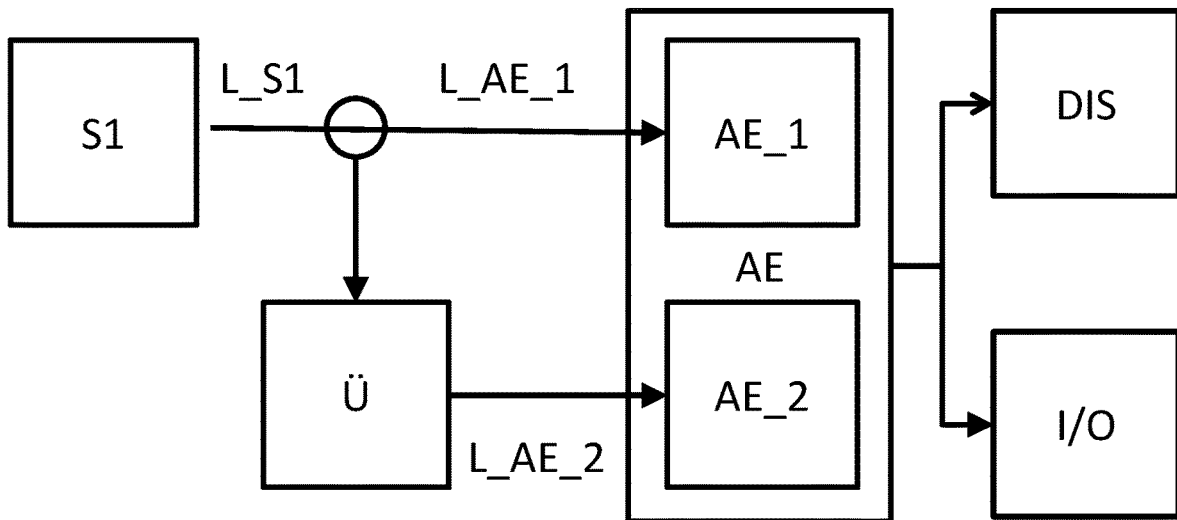 S1
L_S1
L_AE_1
AE_1
DIS
AE
Ü
L_AE_2
AE_2
I/O